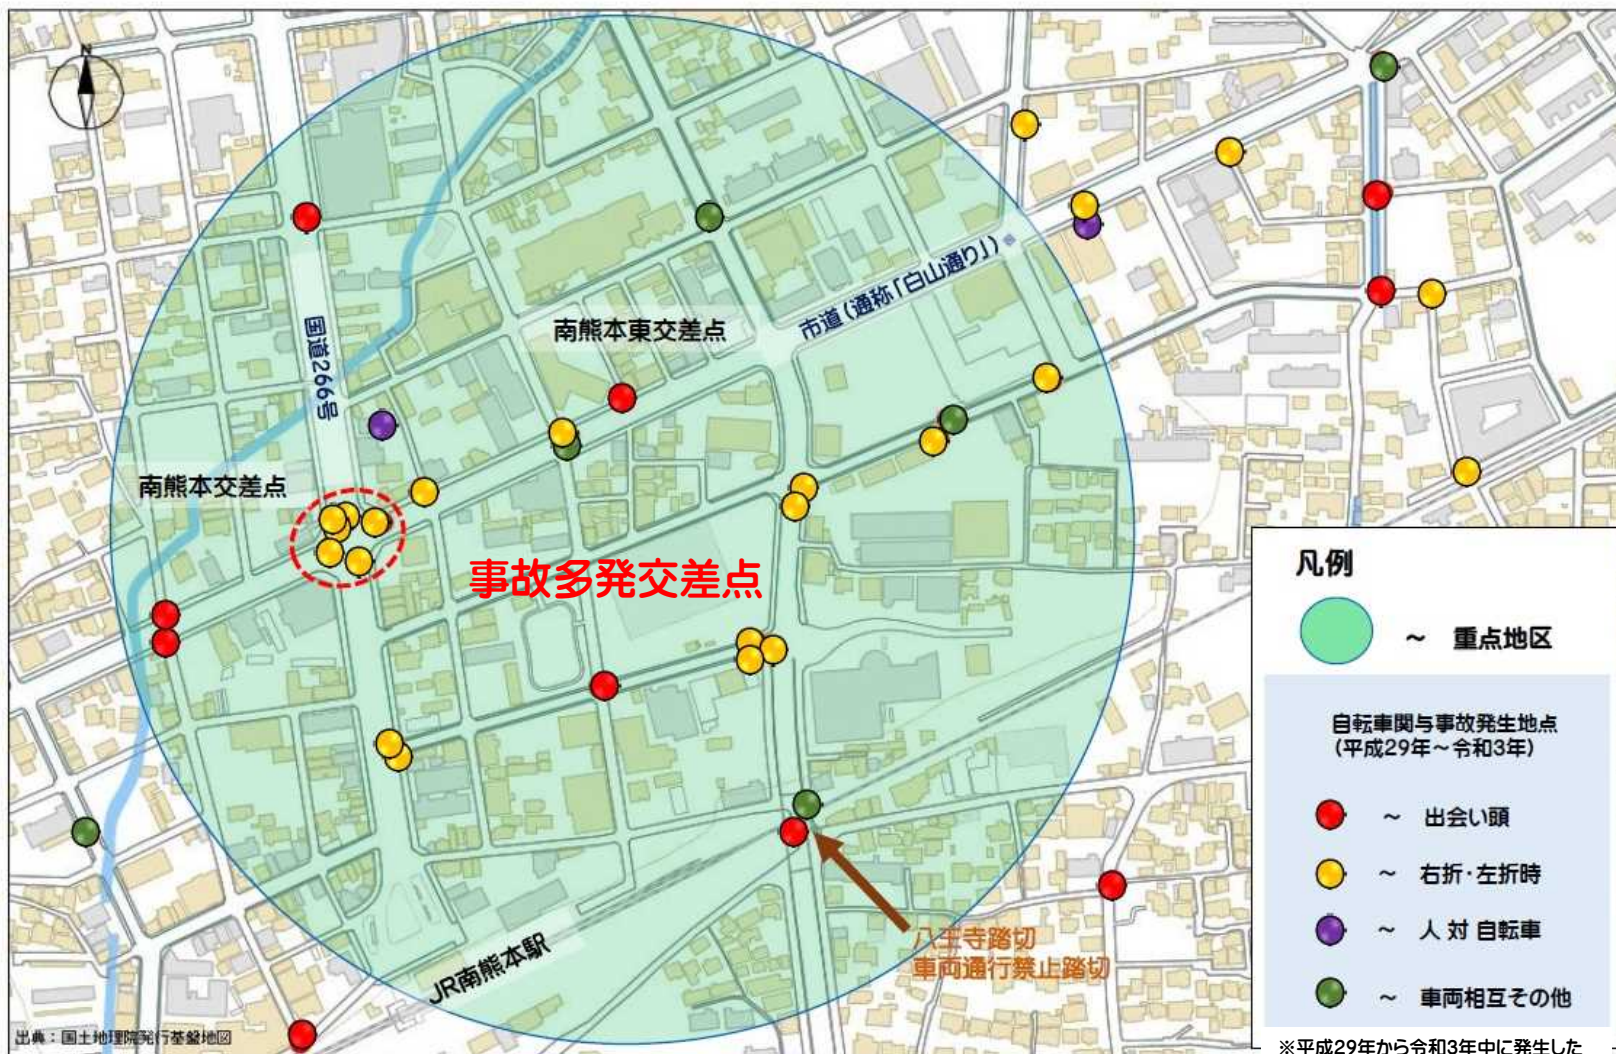 N
南熊本東交差点
市道(通称「白山通り」)
国道266号
南熊本交差点
事故多発交差点
八王寺踏切
車両通行禁止踏切
JR南熊本駅
出典：国土地理院発行基盤地図
凡例
～ 重点地区
自転車関与事故発生地点
(平成29年～令和3年)
～ 出会い頭
～ 右折・左折時
～ 人 対 自転車
～ 車両相互その他
※平成29年から令和3年中に発生した